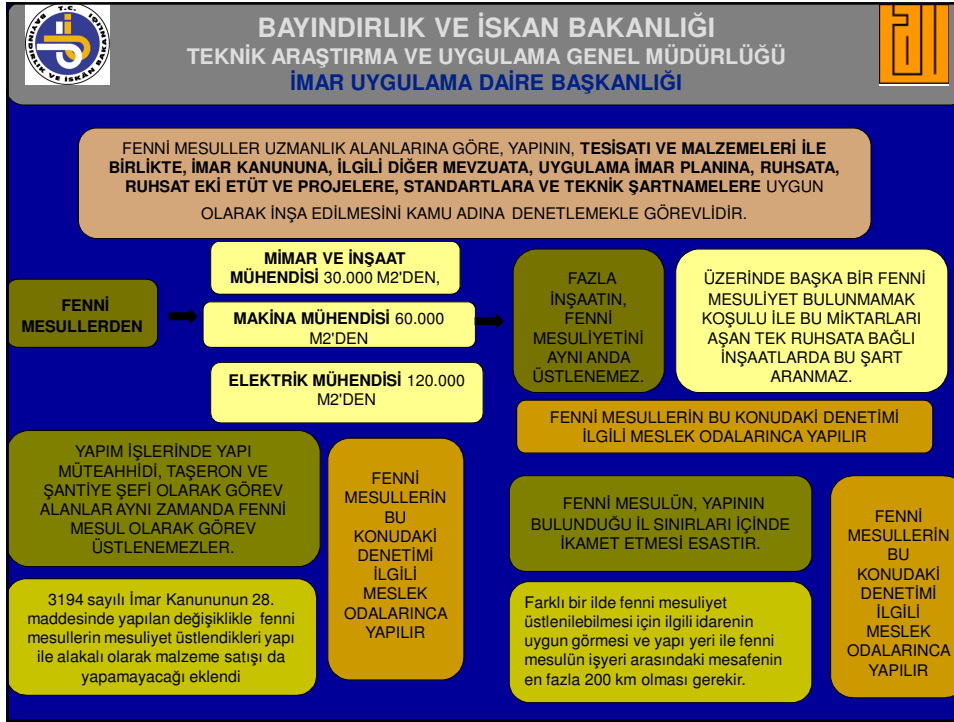 T.C.
BAYINDIRLIK VE İSKÂN BAKANLIĞI
BAYINDIRLIK VE İSKAN BAKANLIĞI
TEKNİK ARAŞTIRMA VE UYGULAMA GENEL MÜDÜRLÜĞÜ
İMAR UYGULAMA DAİRE BAŞKANLIĞI
FENNİ MESULLER UZMANLIK ALANLARINA GÖRE, YAPININ, TESİSATI VE MALZEMELERİ İLE
BİRLİKTE, İMAR KANUNUNA, İLGİLİ DİĞER MEVZUATA, UYGULAMA İMAR PLANINA, RUHSATA,
RUHSAT EKİ ETÜT VE PROJELERE, STANDARTLARA VE TEKNİK ŞARTNAMELERE UYGUN
OLARAK İNŞA EDİLMESİNİ KAMU ADINA DENETLEMEKLE GÖREVLİDİR.
FENNİ
MESULLERDEN
MİMAR VE İNŞAAT
MÜHENDİSİ 30.000 M2'DEN,
MAKİNA MÜHENDİSİ 60.000
M2'DEN
ELEKTRİK MÜHENDİSİ 120.000
M2'DEN
FAZLA
İNŞAATIN,
FENNİ
MESULİYETİNİ
AYNI ANDA
ÜSTLENEMEZ.
ÜZERİNDE BAŞKA BİR FENNİ
MESULİYET BULUNMAMAK
KOŞULU İLE BU MİKTARLARI
AŞAN TEK RUHSATA BAĞLI
İNŞAATLARDA BU ŞART
ARANMAZ.
FENNİ MESULLERİN BU KONUDAKİ DENETİMİ
İLGİLİ MESLEK ODALARINCA YAPILIR
YAPIM İŞLERİNDE YAPI
MÜTEAHHİDİ, TAŞERON VE
ŞANTİYE ŞEFİ OLARAK GÖREV
ALANLAR AYNI ZAMANDA FENNİ
MESUL OLARAK GÖREV
ÜSTLENEMEZLER.
3194 sayılı İmar Kanununun 28.
maddesinde yapılan değişiklikle fenni
mesullerin mesuliyet üstlendikleri yapı
ile alakalı olarak malzeme satışı da
yapamayacağı eklendi
FENNİ
MESULLERİN
BU
KONUDAKİ
DENETİMİ
İLGİLİ
MESLEK
ODALARINCA
YAPILIR
FENNİ MESULÜN, YAPININ
BULUNDUĞU İL SINIRLARI İÇİNDE
İKAMET ETMESİ ESASTIR.
Farklı bir ilde fenni mesuliyet
üstlenilebilmesi için ilgili idarenin
uygun görmesi ve yapı yeri ile fenni
mesulün işyeri arasındaki mesafenin
en fazla 200 km olması gerekir.
FENNİ
MESULLERİN
BU
KONUDAKİ
DENETİMİ
İLGİLİ
MESLEK
ODALARINCA
YAPILIR